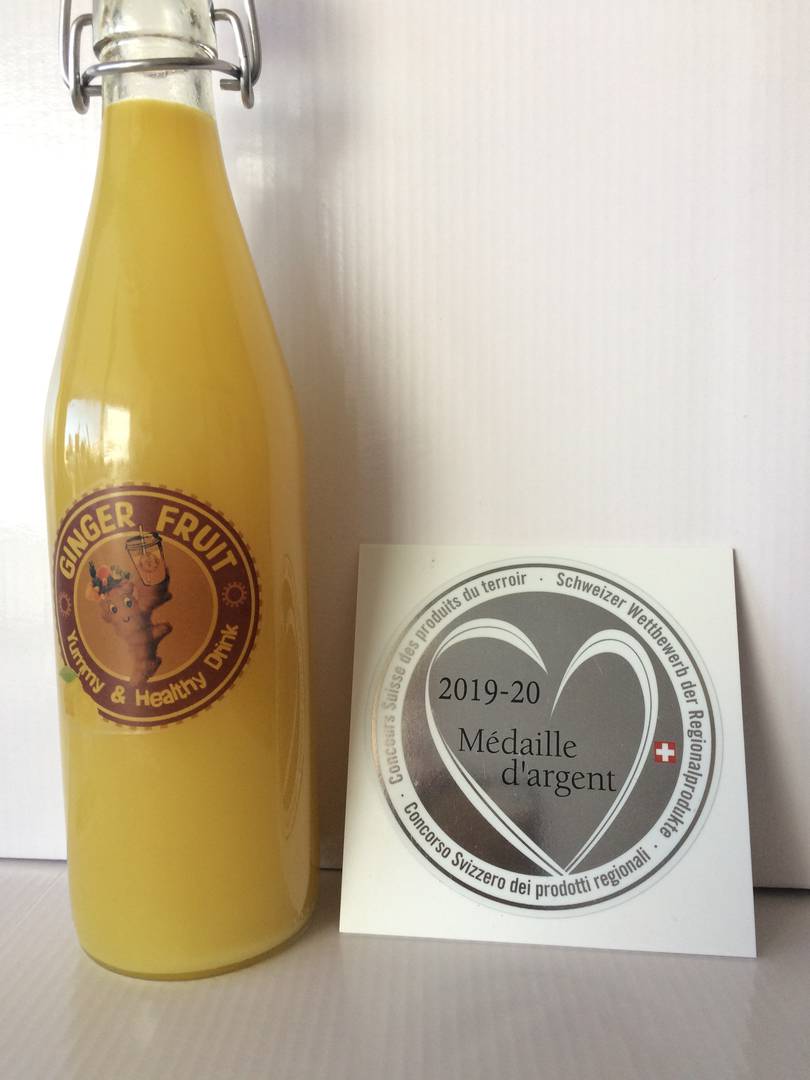 GINGER FRUIT
Yummy & Healthy Drink
Concours Suisse des produits du terroir · Schweizer Wettbewerb der Regionalprodukte · Concorso Svizzero dei prodotti regionali ·
2019-20
Médaille
d'argent